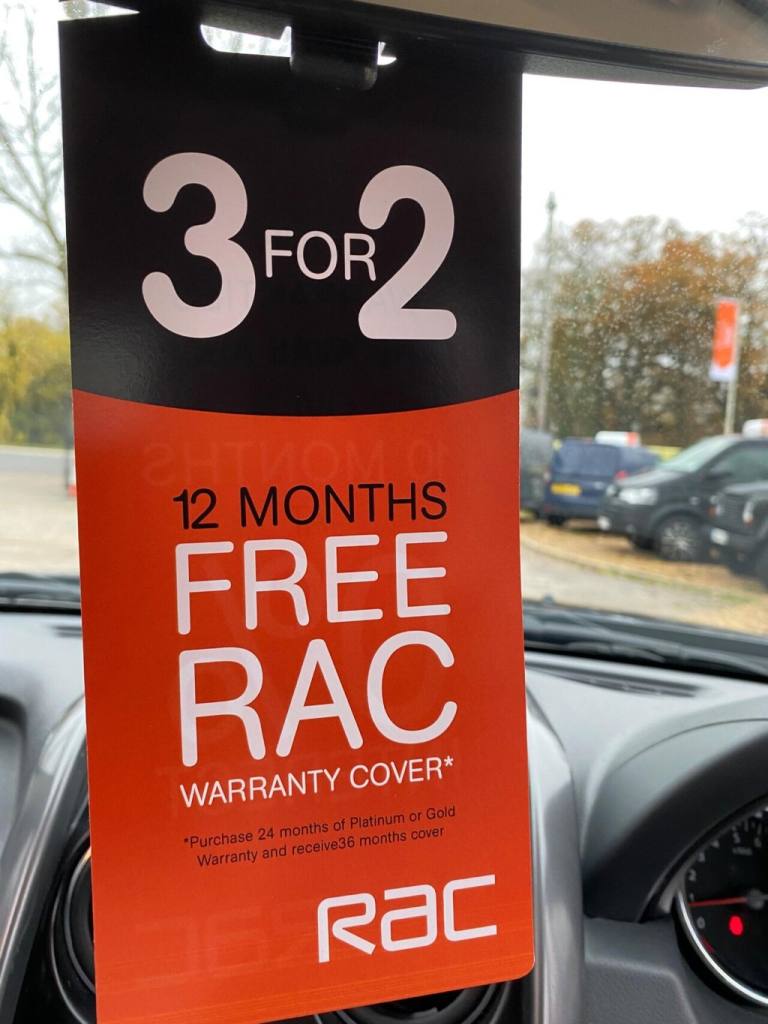 3 FOR 2
12 MONTHS
FREE
RAC
WARRANTY COVER*
*Purchase 24 months of Platinum or Gold
Warranty and receive36 months cover
RAC